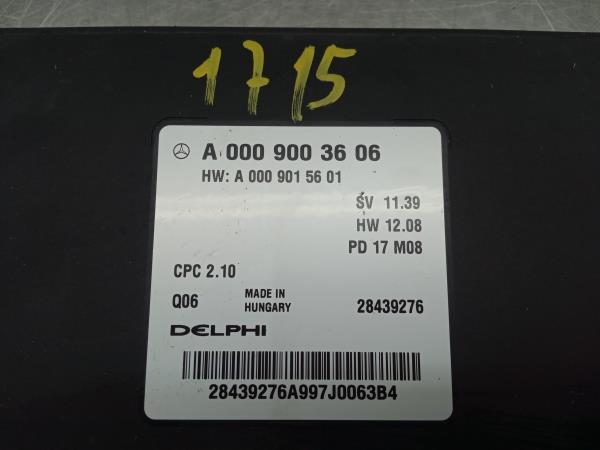 1715
A 000 900 36 06
HW: A 000 901 56 01
SV 11.39
HW 12.08
PD 17 M08
CPC 2.10
Q06 MADE IN HUNGARY 28439276
DELPHI
28439276A997J0063B4